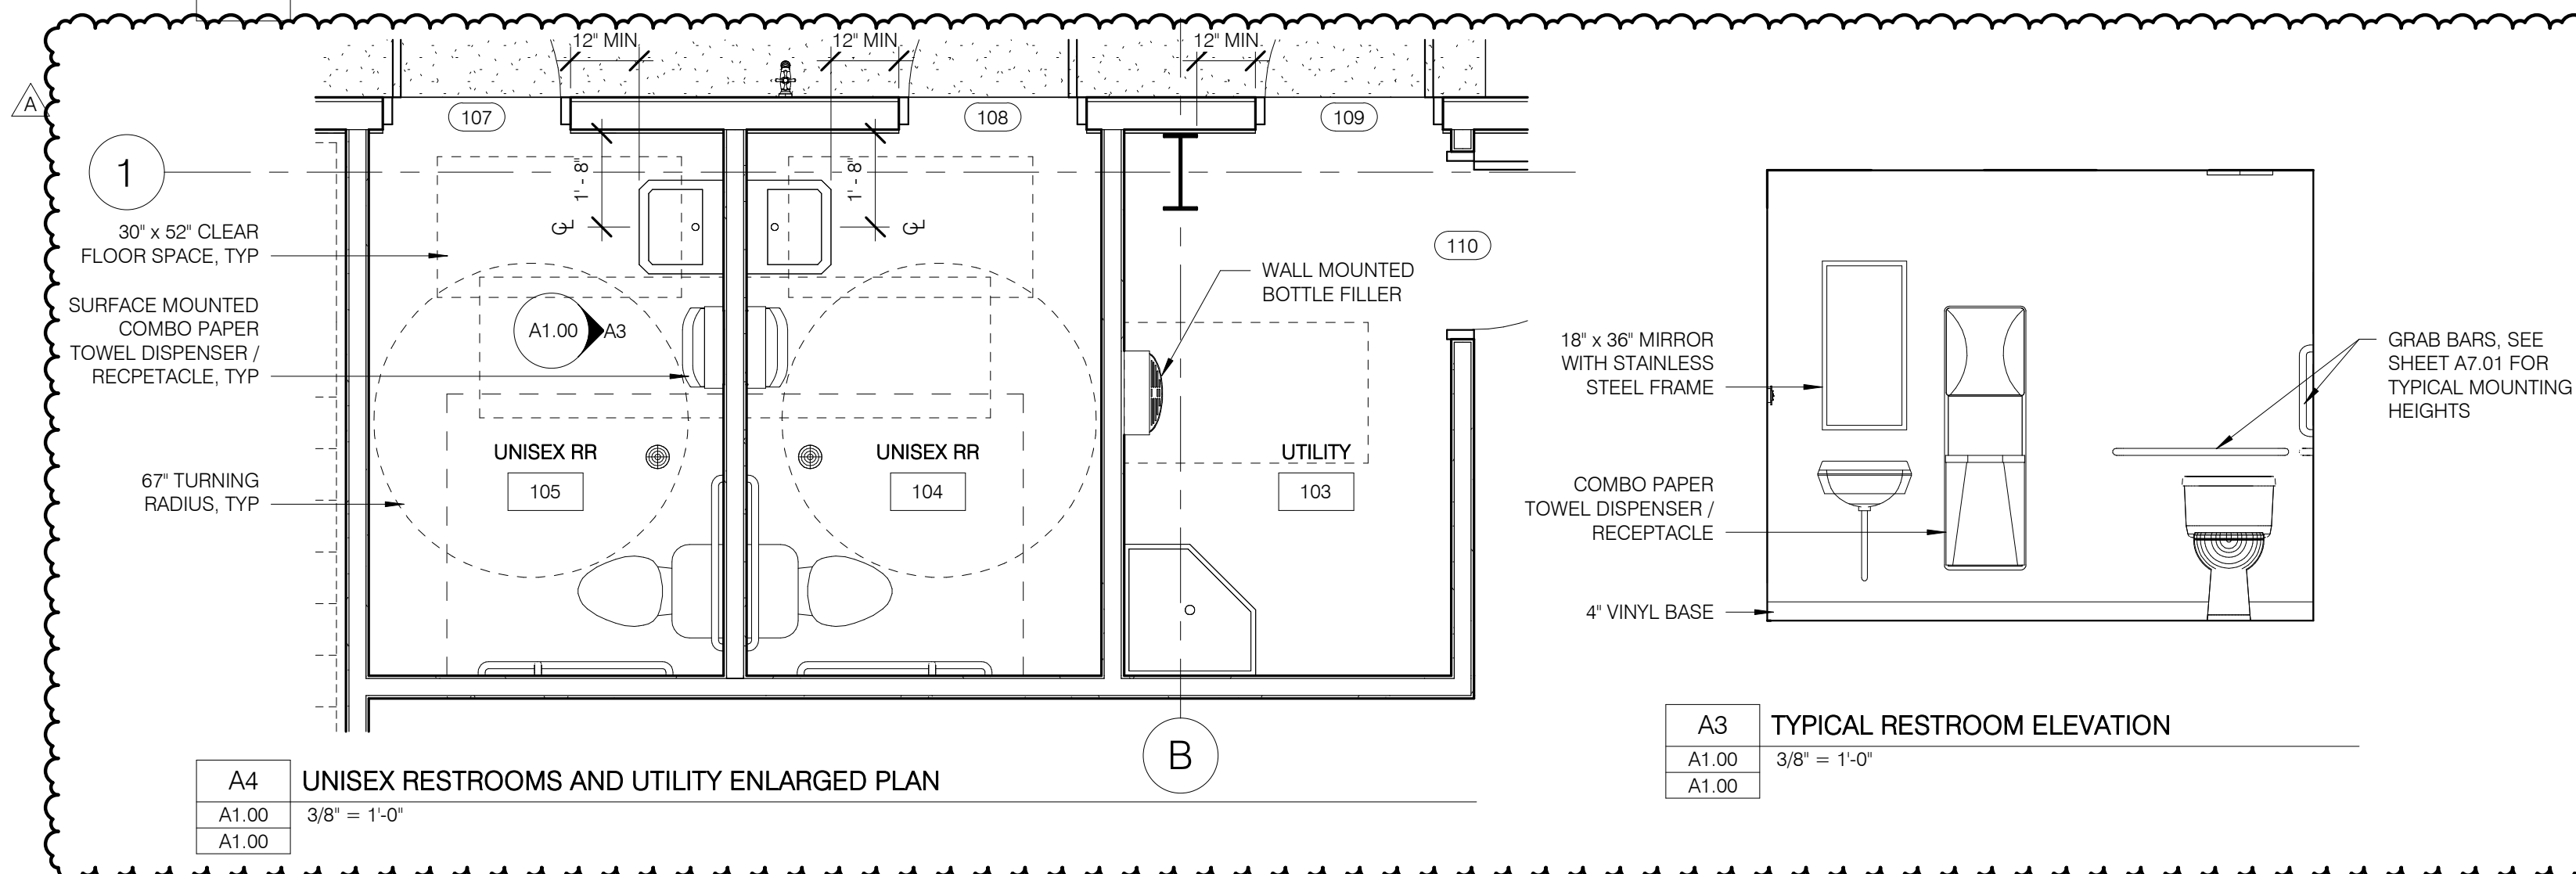 12" MIN
12" MIN
12" MIN
A
107
108
109
1
1' - 8"
1' - 8"
CL
CL
110
30" x 52" CLEAR
FLOOR SPACE, TYP
SURFACE MOUNTED
COMBO PAPER
TOWEL DISPENSER /
RECPETACLE, TYP
A1.00
A3
WALL MOUNTED
BOTTLE FILLER
67" TURNING
RADIUS, TYP
UNISEX RR
105
UNISEX RR
104
UTILITY
103
B
A4
UNISEX RESTROOMS AND UTILITY ENLARGED PLAN
A1.00
3/8" = 1'-0"
A1.00
18" x 36" MIRROR
WITH STAINLESS
STEEL FRAME
COMBO PAPER
TOWEL DISPENSER /
RECEPTACLE
4" VINYL BASE
GRAB BARS, SEE
SHEET A7.01 FOR
TYPICAL MOUNTING
HEIGHTS
A3
TYPICAL RESTROOM ELEVATION
A1.00
3/8" = 1'-0"
A1.00